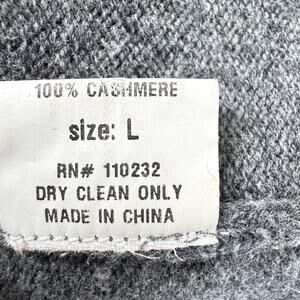 100% CASHMERE
size: L
RN# 110232
DRY CLEAN ONLY
MADE IN CHINA